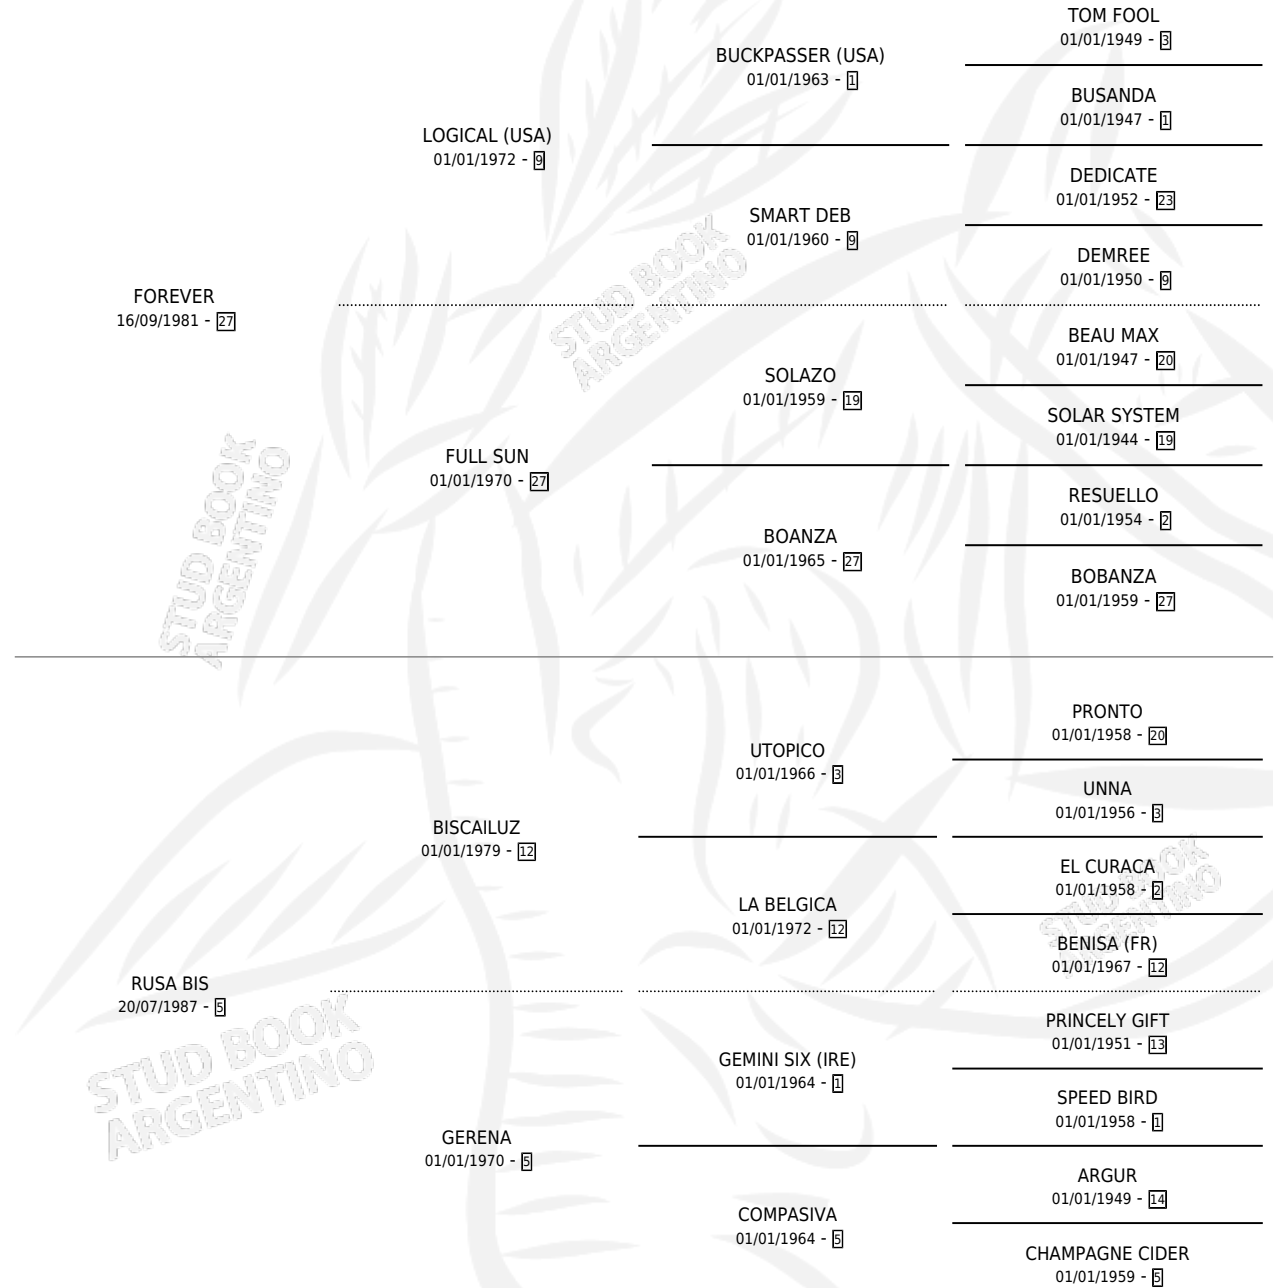 TOM FOOL
01/01/1949 - 3
BUCKPASSER (USA)
01/01/1963 - 1
BUSANDA
01/01/1947 - 1
LOGICAL (USA)
01/01/1972 - 9
DEDICATE
01/01/1952 - 23
SMART DEB
01/01/1960 - 9
DEMREE
01/01/1950 - 9
FOREVER
16/09/1981 - 27
BEAU MAX
01/01/1947 - 20
SOLAZO
01/01/1959 - 19
SOLAR SYSTEM
01/01/1944 - 19
FULL SUN
01/01/1970 - 27
RESUELLO
01/01/1954 - 2
BOANZA
01/01/1965 - 27
BOBANZA
01/01/1959 - 27
STUD BOOK
ARGENTINO
STUD BOOK
ARGENTINO
PRONTO
01/01/1958 - 20
UTOPICO
01/01/1966 - 3
UNNA
01/01/1956 - 3
BISCAILUZ
01/01/1979 - 12
EL CURACA
01/01/1958 - 2
LA BELGICA
01/01/1972 - 12
BENISA (FR)
01/01/1967 - 12
RUSA BIS
20/07/1987 - 5
PRINCELY GIFT
01/01/1951 - 13
GEMINI SIX (IRE)
01/01/1964 - 1
SPEED BIRD
01/01/1958 - 1
GERENA
01/01/1970 - 5
ARGUR
01/01/1949 - 14
COMPASIVA
01/01/1964 - 5
CHAMPAGNE CIDER
01/01/1959 - 5
STUD BOOK
ARGENTINO
STUD BOOK
ARGENTINO